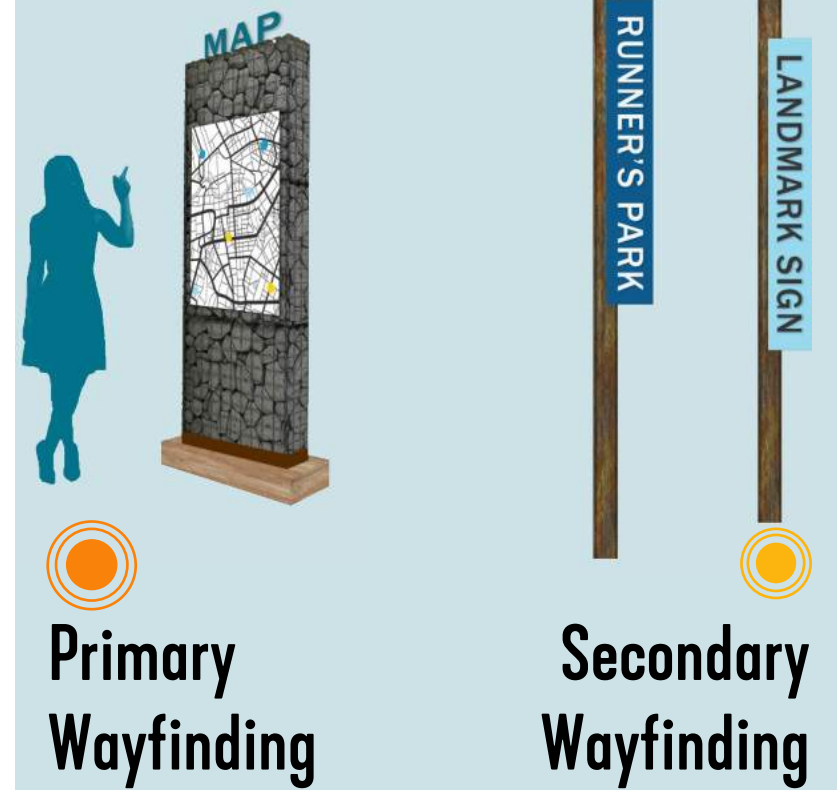 MAP
RUNNER'S PARK
LANDMARK SIGN
Primary
Wayfinding
Secondary
Wayfinding